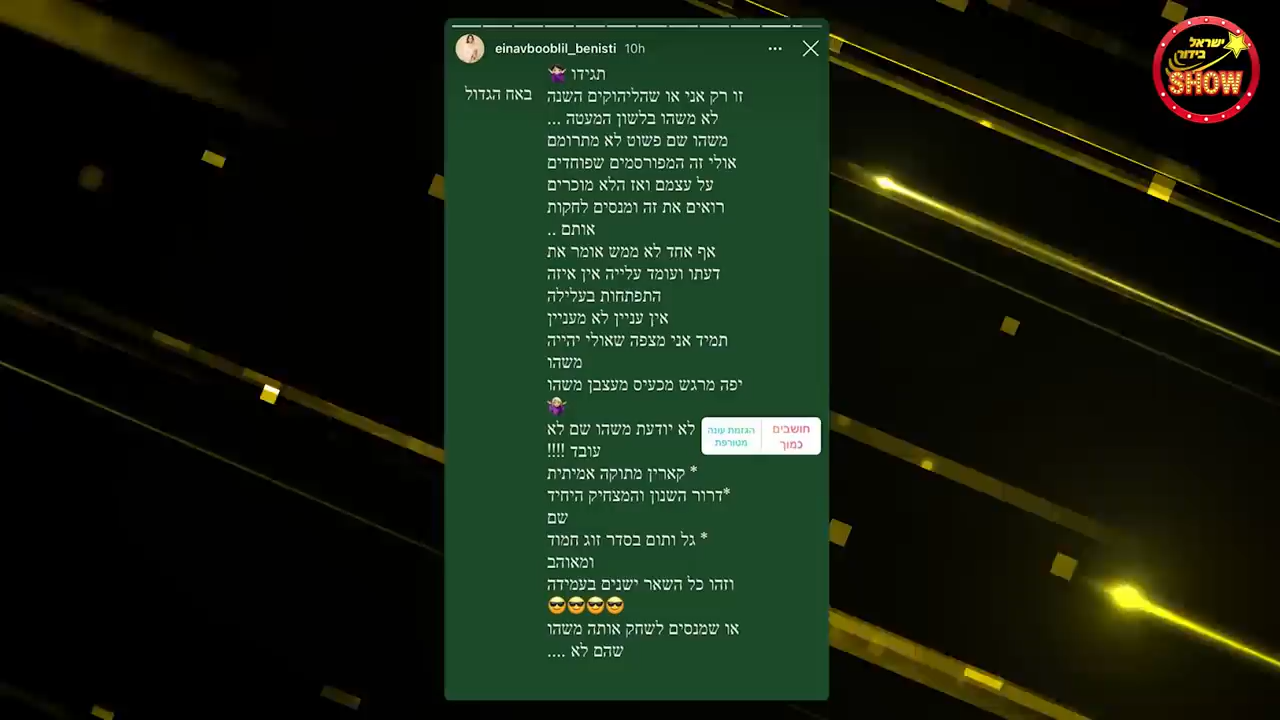 einavbooblil_benisti 10h
תגידו 🤷🏻‍♀️
זו רק אני או שהליהוקים השנה
באח הגדול
לא משהו בלשון המעטה ...
משהו שם פשוט לא מתרומם
אולי זה המפורסמים שפוחדים
על עצמם ואז הלא מוכרים
רואים את זה ומנסים לחקות
אותם ..
אף אחד לא ממש אומר את
דעתו ועומד עלייה אין איזה
התפתחות בעלילה
אין עניין לא מעניין
תמיד אני מצפה שאולי יהייה
משהו
יפה מרגש מכעיס מעצבן משהו
🤷🏼‍♀️
לא יודעת משהו שם לא
עובד !!!!
חושבים
כמוך
הגזמת עונה
מטורפת
* קארין מתוקה אמיתית
*דרור השנון והמצחיק היחיד
שם
* גל ותום בסדר זוג חמוד
ומאוהב
וזהו כל השאר ישנים בעמידה
😎😎😎😎
או שמנסים לשחק אותה משהו
שהם לא ....
ישראל
בידור
SHOW